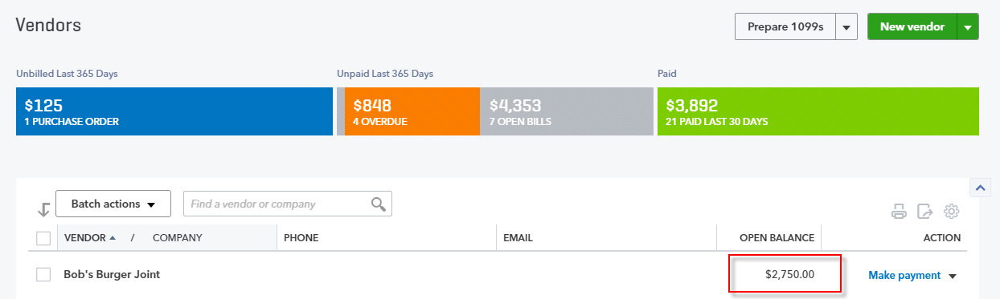 Vendors
Prepare 1099s
New vendor
Unbilled Last 365 Days
Unpaid Last 365 Days
Paid
$125
1 PURCHASE ORDER
$848
4 OVERDUE
$4,353
7 OPEN BILLS
$3,892
21 PAID LAST 30 DAYS
Batch actions
Find a vendor or company
VENDOR / COMPANY PHONE EMAIL OPEN BALANCE ACTION
Bob's Burger Joint $2,750.00 Make payment